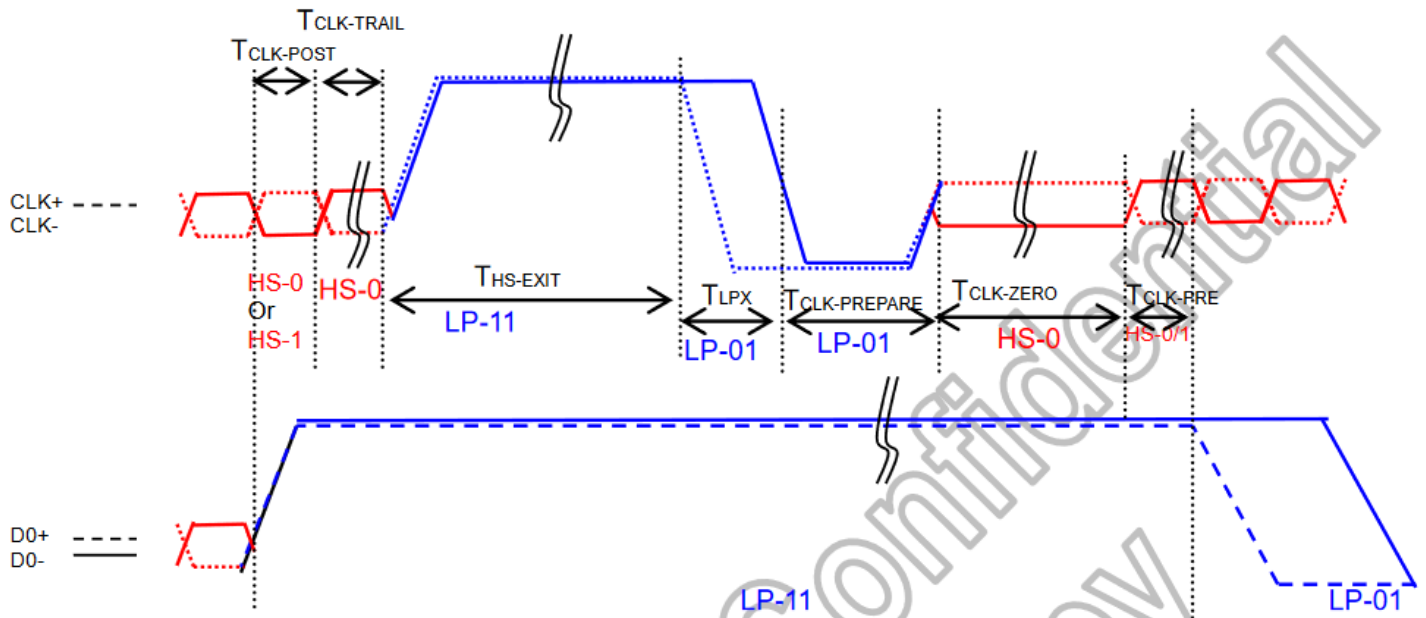 TCLK-TRAIL
TCLK-POST
CLK+
CLK-
HS-0
Or
HS-1
HS-0
THS-EXIT
LP-11
TLPX
LP-01
TCLK-PREPARE
LP-01
TCLK-ZERO
HS-0
TCLK-PRE
HS-0/1
D0+
D0-
LP-11
LP-01
Confidential